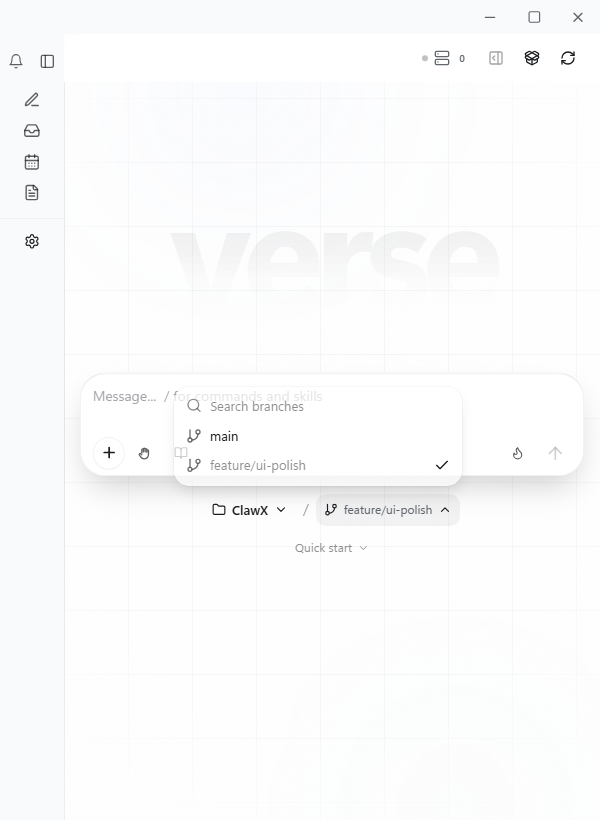 0
verse
Message... / for commands and skills
Search branches
main
feature/ui-polish
ClawX / feature/ui-polish
Quick start